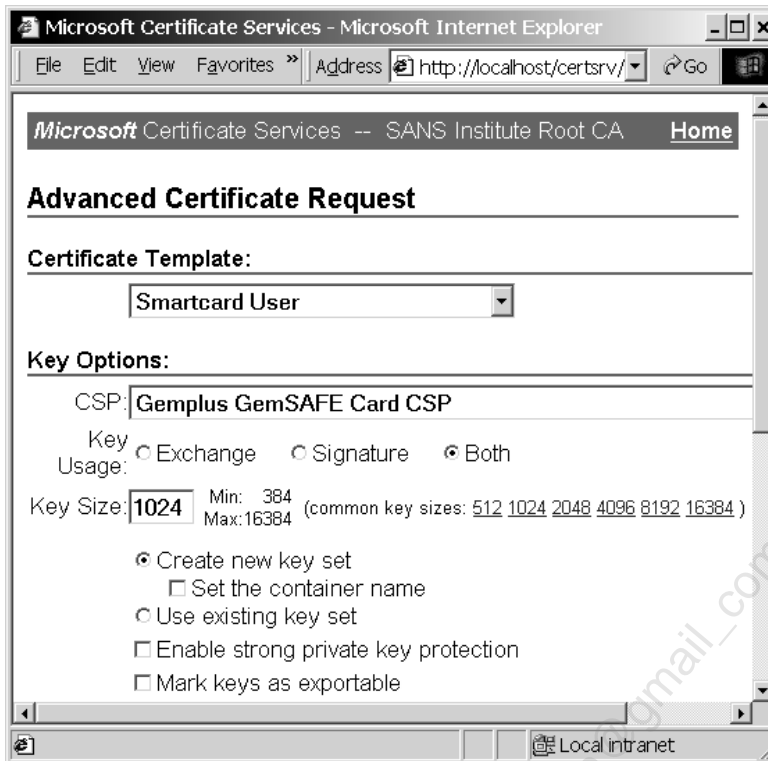 Microsoft Certificate Services - Microsoft Internet Explorer
File Edit View Favorites » Address http://localhost/certsrv/ Go
Microsoft Certificate Services -- SANS Institute Root CA Home
Advanced Certificate Request
Certificate Template:
Smartcard User
Key Options:
CSP: Gemplus GemSAFE Card CSP
Key Usage: Exchange Signature Both
Key Size: 1024 Min: 384 Max:16384 (common key sizes: 512 1024 2048 4096 8192 16384 )
Create new key set
Set the container name
Use existing key set
Enable strong private key protection
Mark keys as exportable
Local intranet